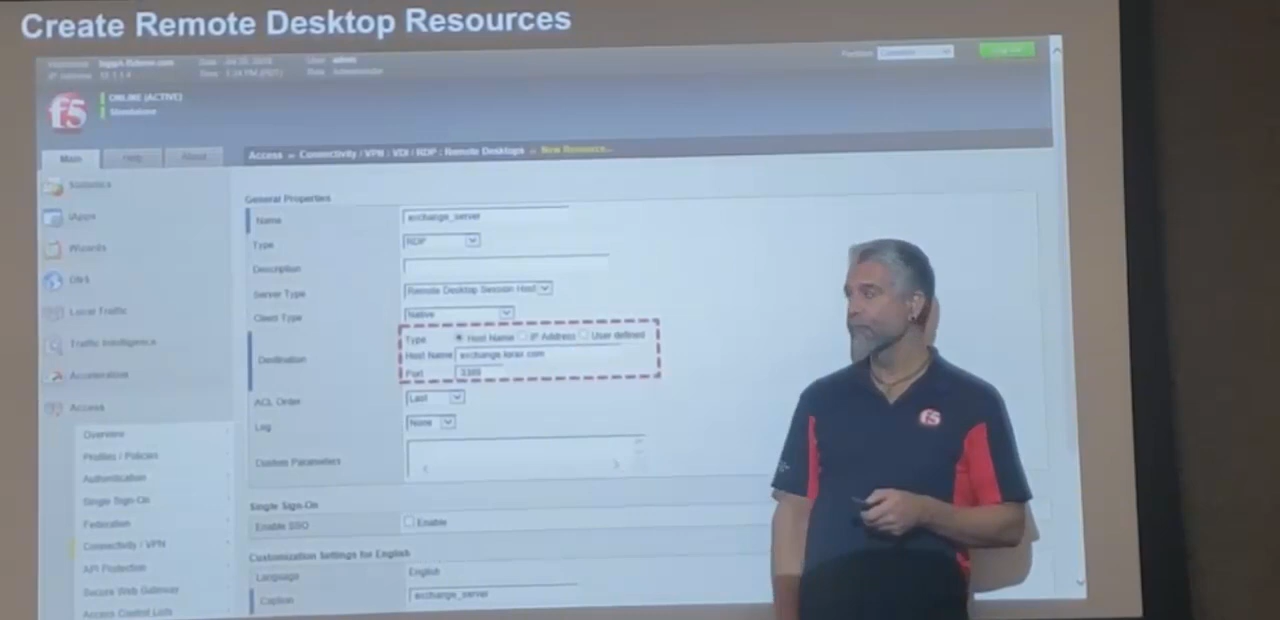 Create Remote Desktop Resources
User admin
f5
ONLINE (ACTIVE)
Standalone
Main Help About
Access » Connectivity / VPN : VDI / RDP : Remote Desktops » New Resource...
Statistics
iApps
Wizards
DNS
Local Traffic
Traffic Intelligence
Acceleration
Access
Overview
Profiles / Policies
Authentication
Single Sign-On
Federation
Connectivity / VPN
API Protection
Secure Web Gateway
Access Control Lists
General Properties
Name exchange_server
Type RDP
Description
Server Type Remote Desktop Session Host
Client Type Native
Destination
Type Host Name IP Address User defined
Host Name
Port 3389
ACL Order Last
Log None
Custom Parameters
Single Sign-On
Enable SSO Enable
Customization Settings for English
Language English
Caption exchange_server
f5